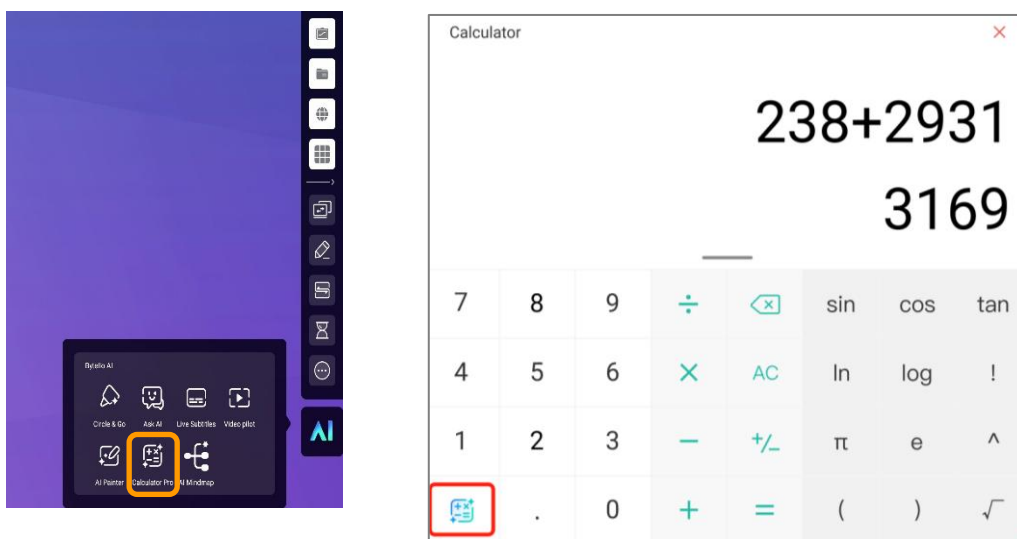 Bytello AI
Circle & Go Ask AI Live Subtitles Video pilot
AI Painter Calculator Pro AI Mindmap
AI
Calculator ×
238+2931
3169
7 8 9 ÷ sin cos tan
4 5 6 × AC ln log !
1 2 3 − +/− π e ^
. 0 + = ( ) √